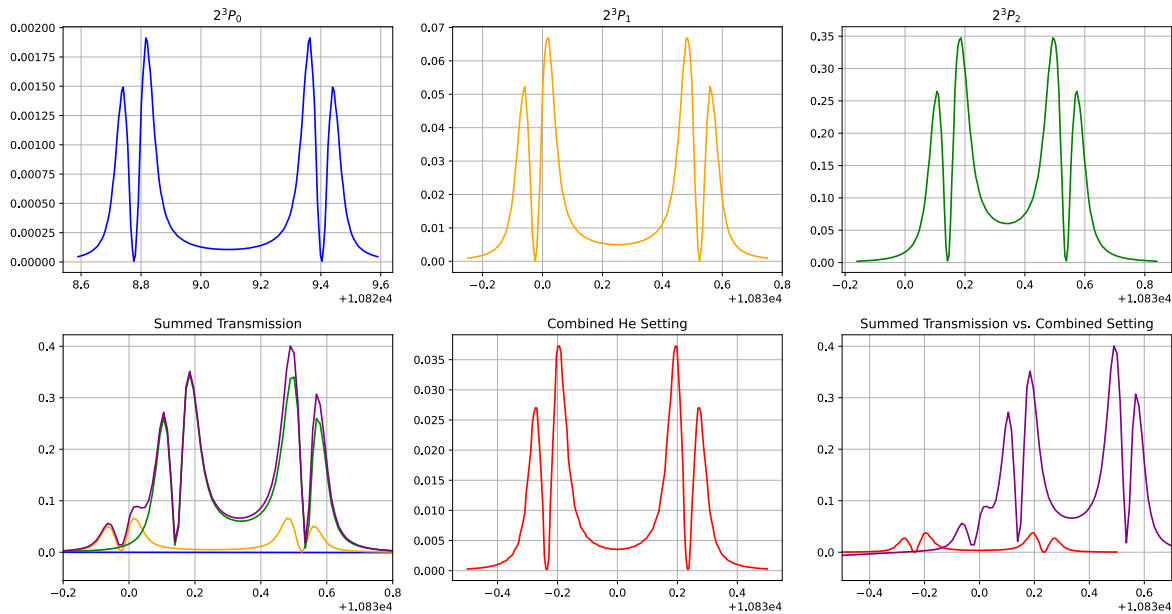 2³P₀
0.00200
0.00175
0.00150
0.00125
0.00100
0.00075
0.00050
0.00025
0.00000
8.6 8.8 9.0 9.2 9.4 9.6
+1.082e4
2³P₁
0.07
0.06
0.05
0.04
0.03
0.02
0.01
0.00
−0.2 0.0 0.2 0.4 0.6 0.8
+1.083e4
2³P₂
0.35
0.30
0.25
0.20
0.15
0.10
0.05
0.00
−0.2 0.0 0.2 0.4 0.6 0.8
+1.083e4
Summed Transmission
0.4
0.3
0.2
0.1
0.0
−0.2 0.0 0.2 0.4 0.6 0.8
+1.083e4
Combined He Setting
0.035
0.030
0.025
0.020
0.015
0.010
0.005
0.000
−0.4 −0.2 0.0 0.2 0.4
+1.083e4
Summed Transmission vs. Combined Setting
0.4
0.3
0.2
0.1
0.0
−0.4 −0.2 0.0 0.2 0.4 0.6
+1.083e4